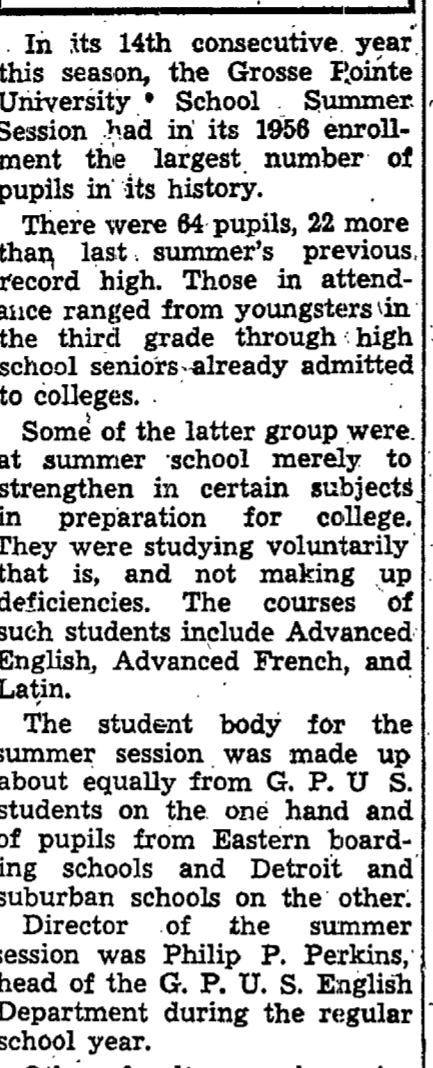 In its 14th consecutive year
this season, the Grosse Pointe
University School Summer
Session had in its 1956 enroll-
ment the largest number of
pupils in its history.
There were 64 pupils, 22 more
than last summer's previous
record high. Those in attend-
ance ranged from youngsters in
the third grade through high
school seniors already admitted
to colleges.
Some of the latter group were
at summer school merely to
strengthen in certain subjects
in preparation for college.
They were studying voluntarily
that is, and not making up
deficiencies. The courses of
such students include Advanced
English, Advanced French, and
Latin.
The student body for the
summer session was made up
about equally from G. P. U S.
students on the one hand and
of pupils from Eastern board-
ing schools and Detroit and
suburban schools on the other.
Director of the summer
session was Philip P. Perkins,
head of the G. P. U. S. English
Department during the regular
school year.